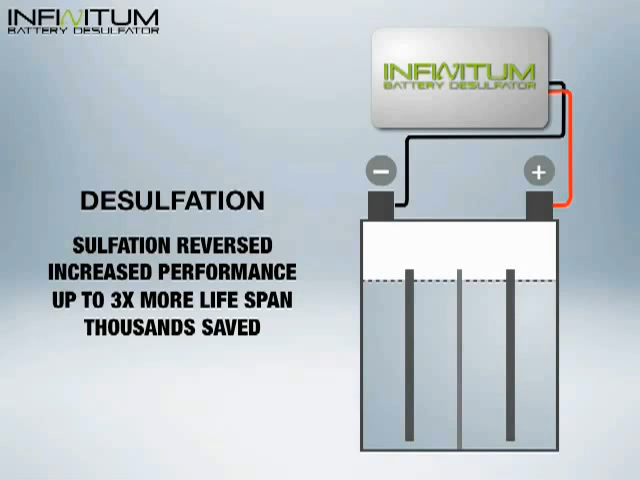 INFINITUM
BATTERY DESULFATOR
INFINITUM
BATTERY DESULFATOR
− +
DESULFATION
SULFATION REVERSED
INCREASED PERFORMANCE
UP TO 3X MORE LIFE SPAN
THOUSANDS SAVED